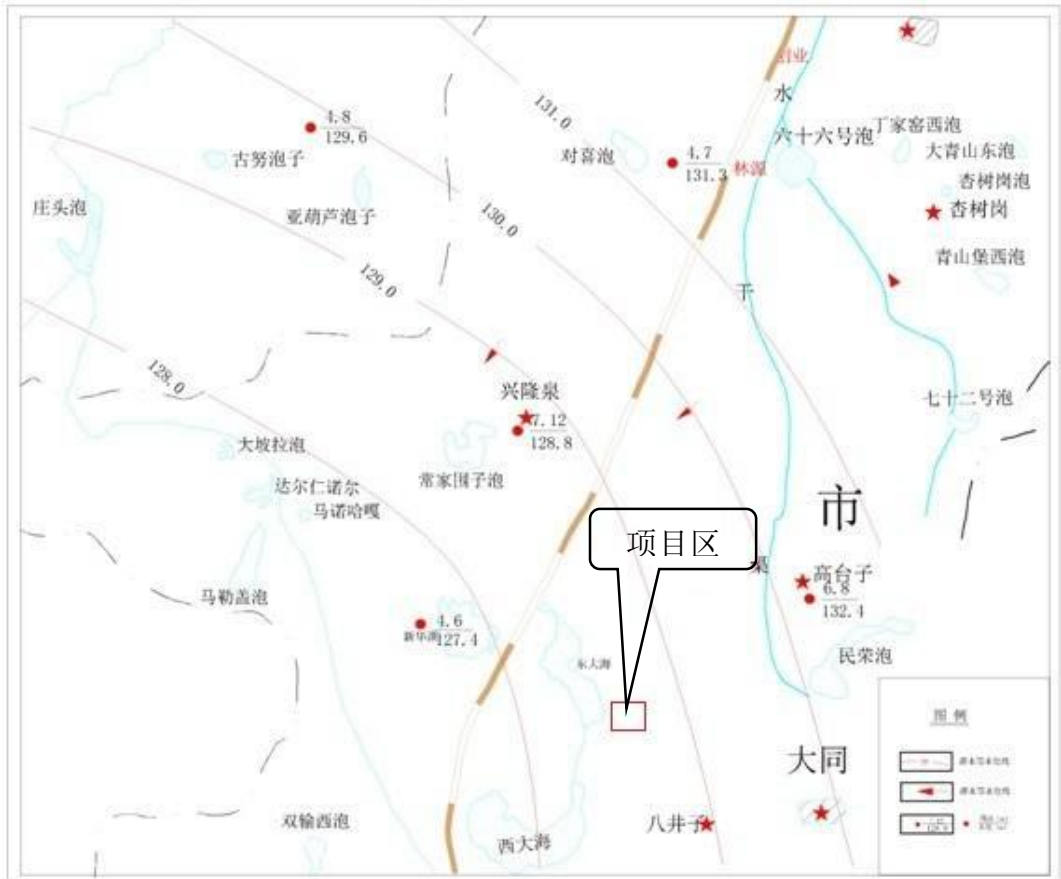 创业
水
六十六号泡
丁家窑西泡
大青山东泡
杏树岗泡
杏树岗
青山堡西泡
131.0
4.8
129.6
古努泡子
对喜泡
4.7
131.3
林源
庄头泡
亚葫芦泡子
130.0
129.0
干
128.0
兴隆泉
7.12
128.8
七十二号泡
大坡拉泡
常家围子泡
达尔仁诺尔
马诺哈嘎
市
项目区
渠
高台子
6.8
132.4
马勒盖泡
4.6
127.4
民荣泡
东大海
图例
大同
双输西泡
西大海
八井子